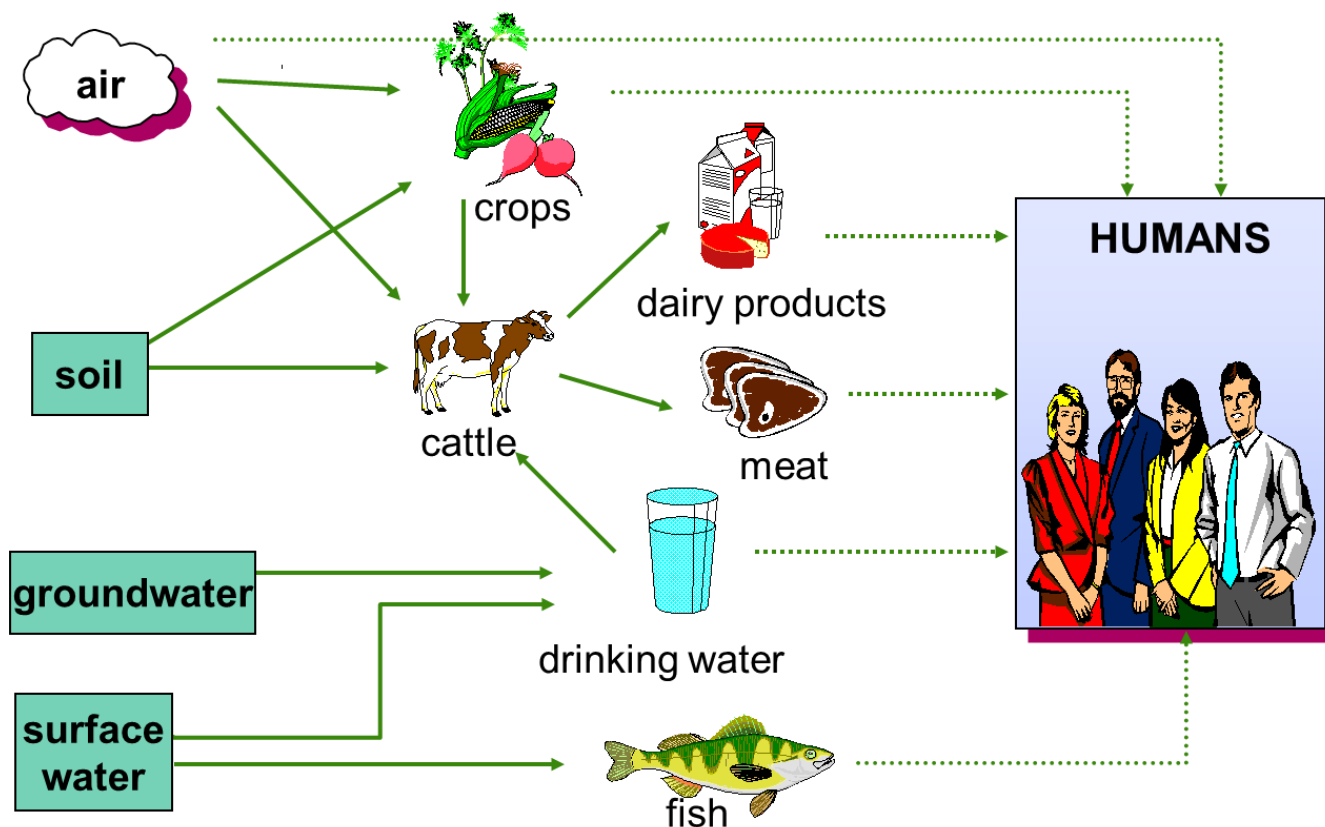 air
crops
HUMANS
dairy products
soil
cattle
meat
groundwater
drinking water
surface
water
fish